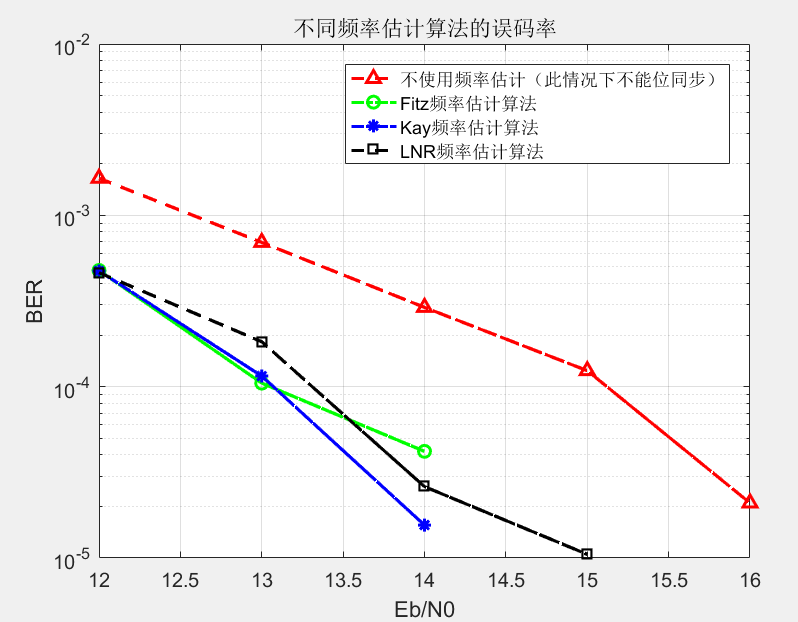 不同频率估计算法的误码率
不使用频率估计（此情况下不能位同步）
Fitz频率估计算法
Kay频率估计算法
LNR频率估计算法
BER
10-2
10-3
10-4
10-5
12 12.5 13 13.5 14 14.5 15 15.5 16
Eb/N0